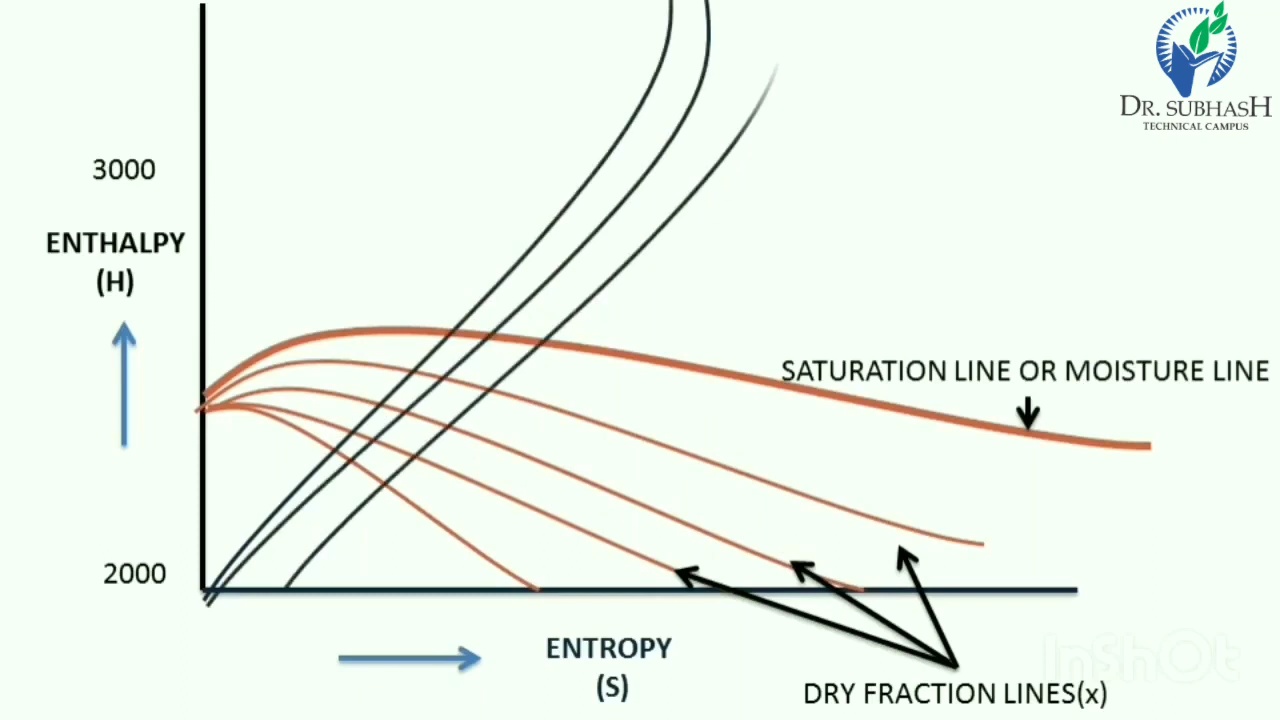 DR. SUBHASH
TECHNICAL CAMPUS
3000
ENTHALPY
(H)
SATURATION LINE OR MOISTURE LINE
2000
ENTROPY
(S)
DRY FRACTION LINES(x)
InShOt